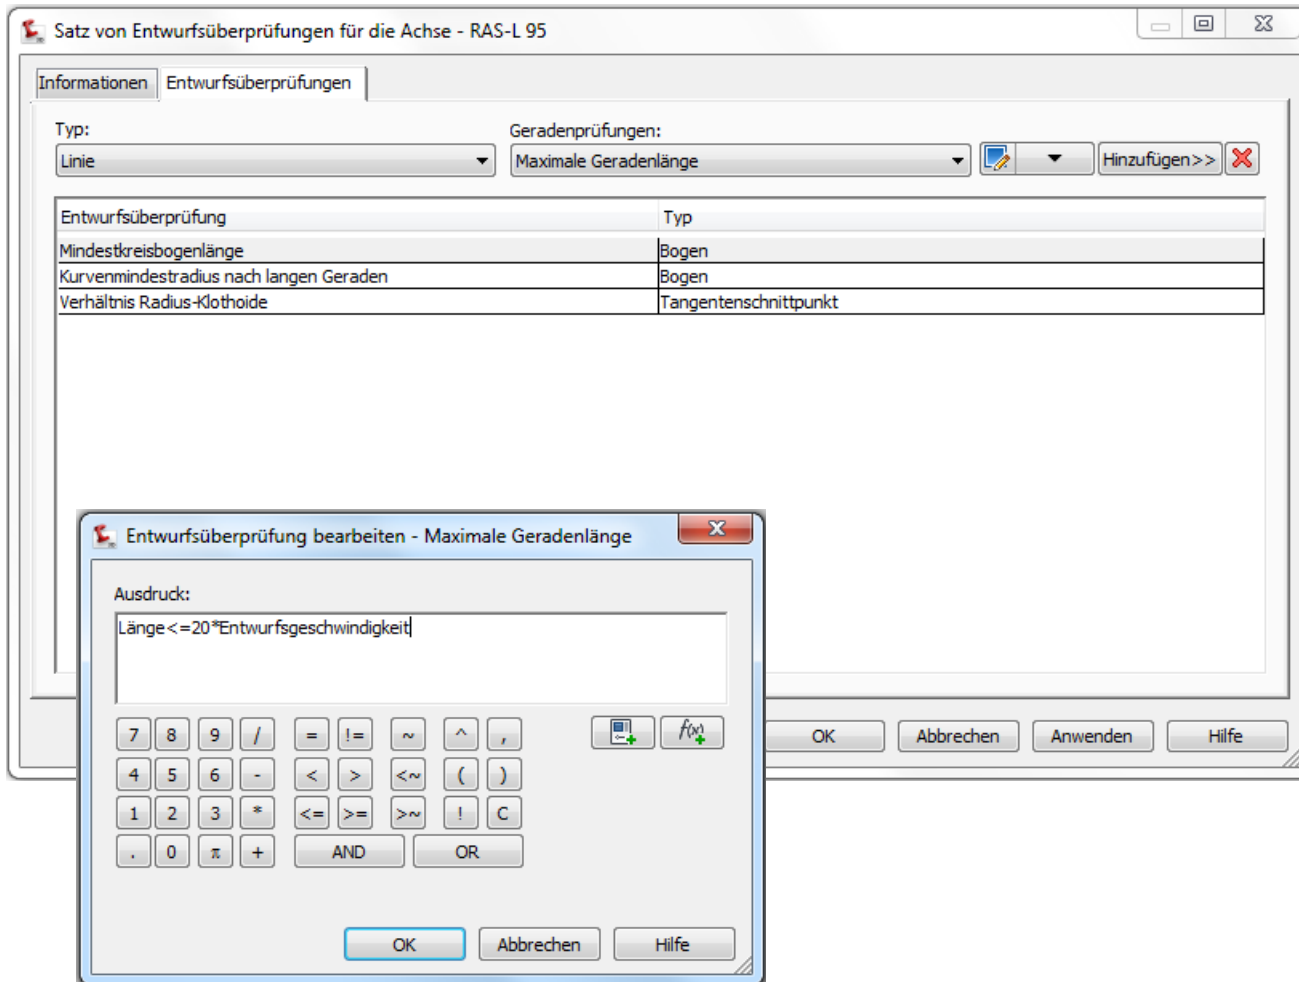 Satz von Entwurfsüberprüfungen für die Achse - RAS-L 95
Informationen Entwurfsüberprüfungen
Typ: Geradenprüfungen:
Linie Maximale Geradenlänge Hinzufügen>>
Entwurfsüberprüfung Typ
Mindestkreisbogenlänge Bogen
Kurvenmindestradius nach langen Geraden Bogen
Verhältnis Radius-Klothoide Tangentenschnittpunkt
Entwurfsüberprüfung bearbeiten - Maximale Geradenlänge
Ausdruck:
Länge<=20*Entwurfsgeschwindigkeit
7 8 9 / = != ~ ^ , f(x)
OK Abbrechen Anwenden Hilfe
4 5 6 - < > <~ ( )
1 2 3 * <= >= >~ ! C
. 0 π + AND OR
OK Abbrechen Hilfe